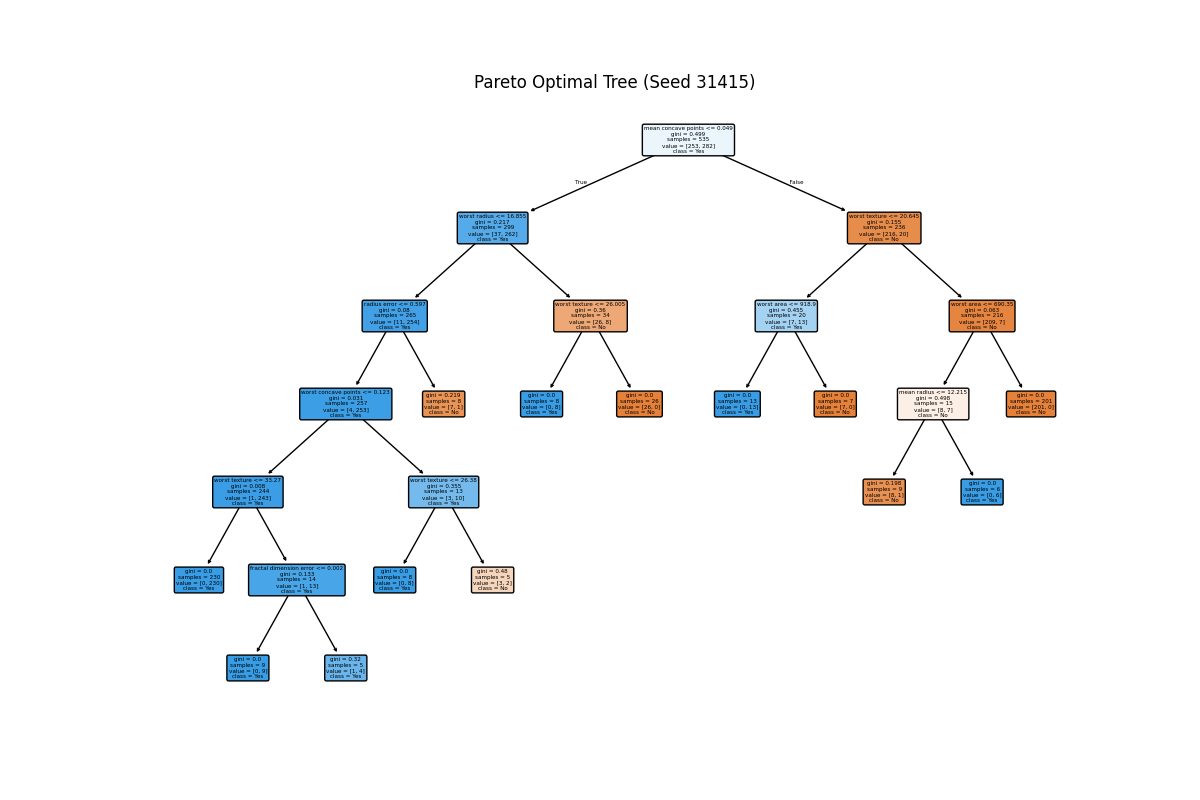 Pareto Optimal Tree (Seed 31415)
mean concave points <= 0.049
gini = 0.499
samples = 535
value = [253, 282]
class = Yes
True
False
worst radius <= 16.855
gini = 0.217
samples = 299
value = [37, 262]
class = Yes
worst texture <= 20.645
gini = 0.155
samples = 236
value = [216, 20]
class = No
radius error <= 0.597
gini = 0.08
samples = 265
value = [11, 254]
class = Yes
worst texture <= 26.005
gini = 0.36
samples = 34
value = [26, 8]
class = No
worst area <= 918.9
gini = 0.455
samples = 20
value = [7, 13]
class = Yes
worst area <= 690.35
gini = 0.063
samples = 216
value = [209, 7]
class = No
worst concave points <= 0.123
gini = 0.031
samples = 257
value = [4, 253]
class = Yes
gini = 0.219
samples = 8
value = [7, 1]
class = No
gini = 0.0
samples = 8
value = [0, 8]
class = Yes
gini = 0.0
samples = 26
value = [26, 0]
class = No
gini = 0.0
samples = 13
value = [0, 13]
class = Yes
gini = 0.0
samples = 7
value = [7, 0]
class = No
mean radius <= 12.215
gini = 0.498
samples = 15
value = [8, 7]
class = No
gini = 0.0
samples = 201
value = [201, 0]
class = No
worst texture <= 33.27
gini = 0.008
samples = 244
value = [1, 243]
class = Yes
worst texture <= 26.38
gini = 0.355
samples = 13
value = [3, 10]
class = Yes
gini = 0.198
samples = 9
value = [8, 1]
class = No
gini = 0.0
samples = 6
value = [0, 6]
class = Yes
gini = 0.0
samples = 230
value = [0, 230]
class = Yes
fractal dimension error <= 0.002
gini = 0.133
samples = 14
value = [1, 13]
class = Yes
gini = 0.0
samples = 8
value = [0, 8]
class = Yes
gini = 0.48
samples = 5
value = [3, 2]
class = No
gini = 0.0
samples = 9
value = [0, 9]
class = Yes
gini = 0.32
samples = 5
value = [1, 4]
class = Yes